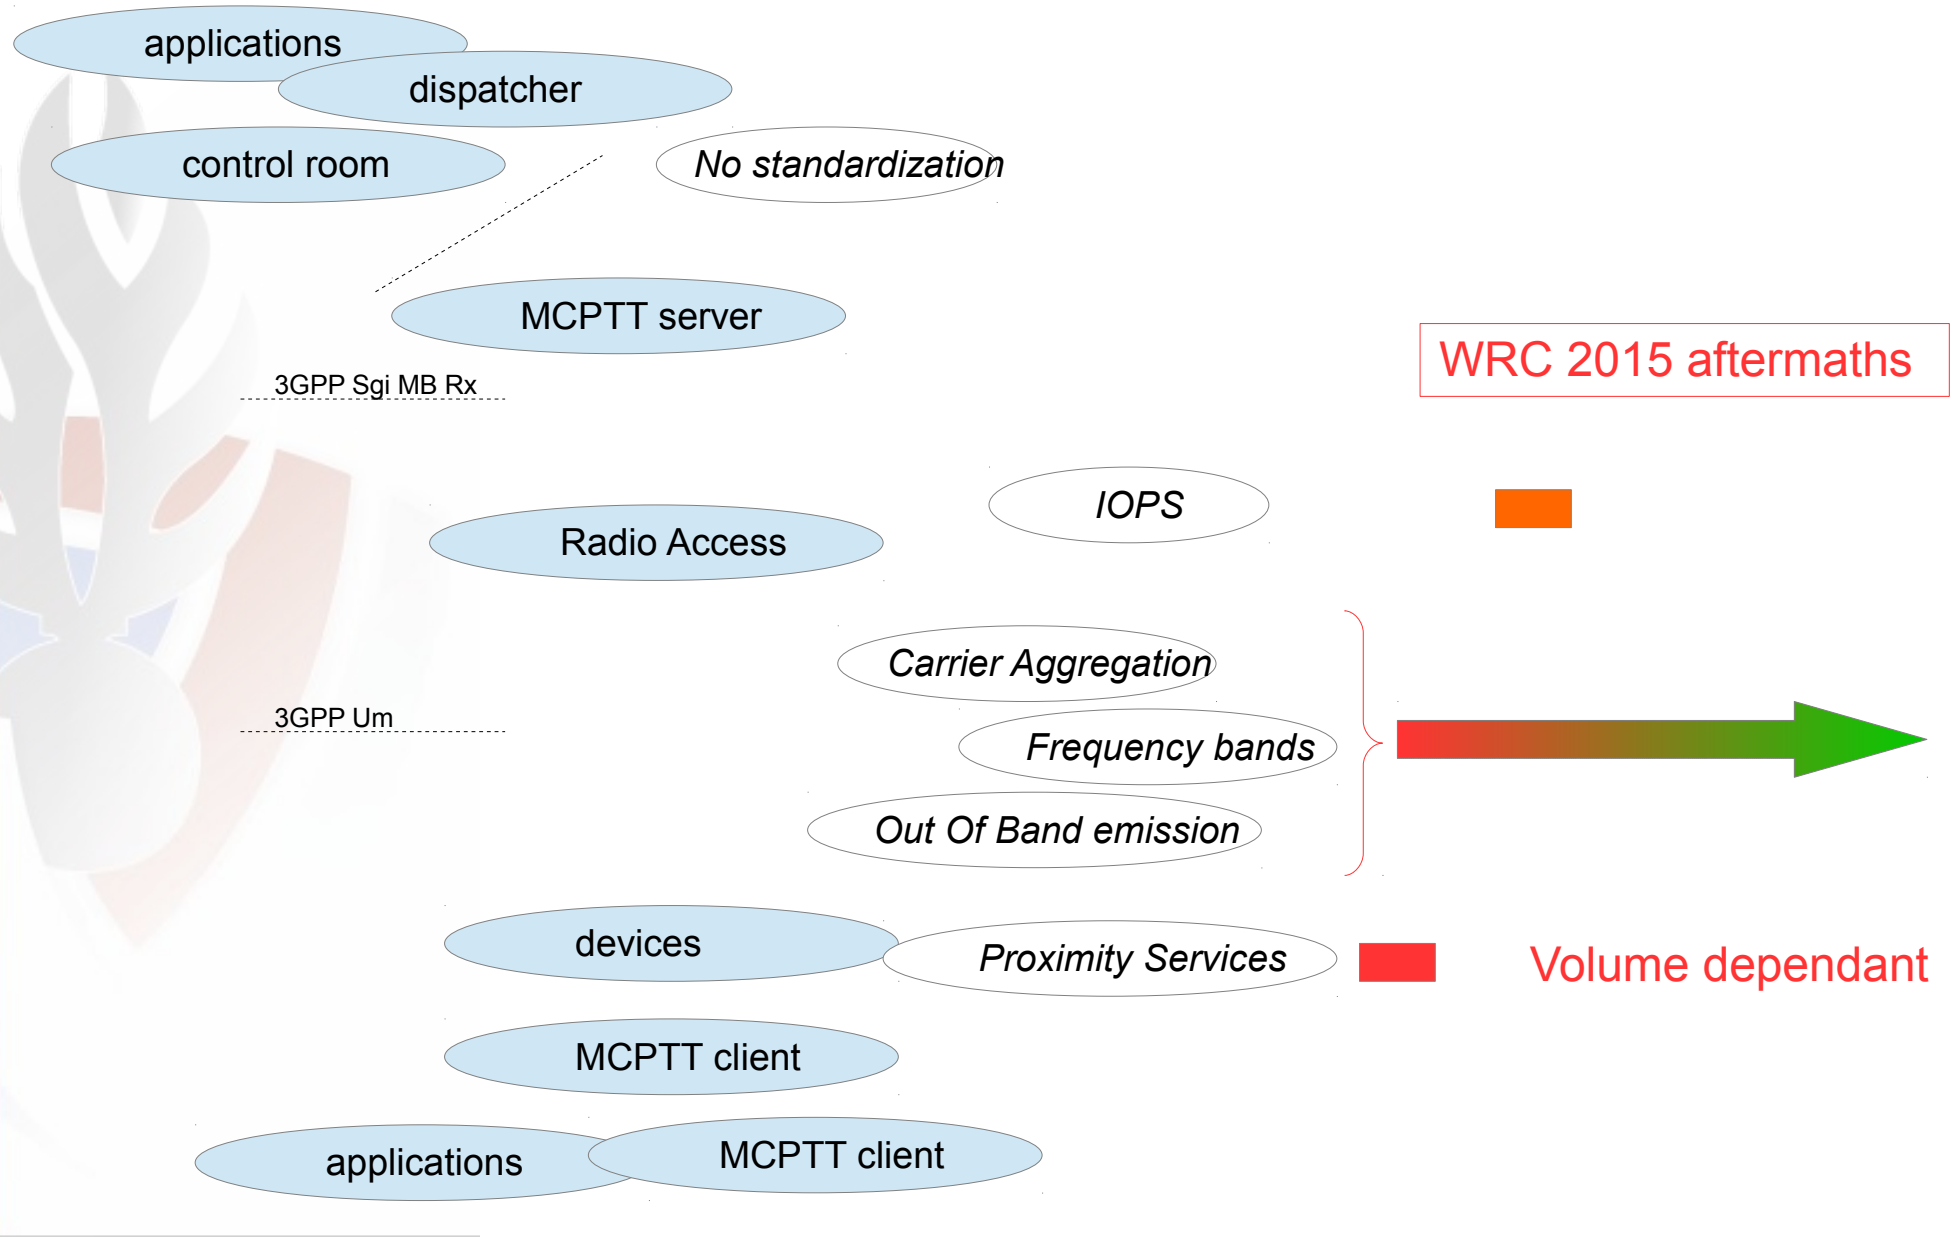 applications
dispatcher
control room
No standardization
MCPTT server
WRC 2015 aftermaths
3GPP Sgi MB Rx
IOPS
Radio Access
Carrier Aggregation
3GPP Um
Frequency bands
Out Of Band emission
devices
Proximity Services
Volume dependant
MCPTT client
applications
MCPTT client